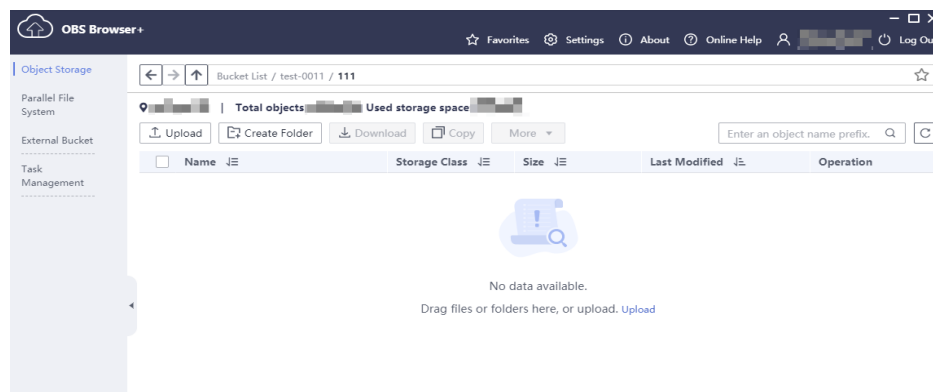 OBS Browser+
Favorites Settings About Online Help Log Ou
Object Storage
Parallel File
System
External Bucket
Task
Management
Bucket List / test-0011 / 111
| Total objects Used storage space
Upload Create Folder Download Copy More Enter an object name prefix.
Name Storage Class Size Last Modified Operation
No data available.
Drag files or folders here, or upload. Upload